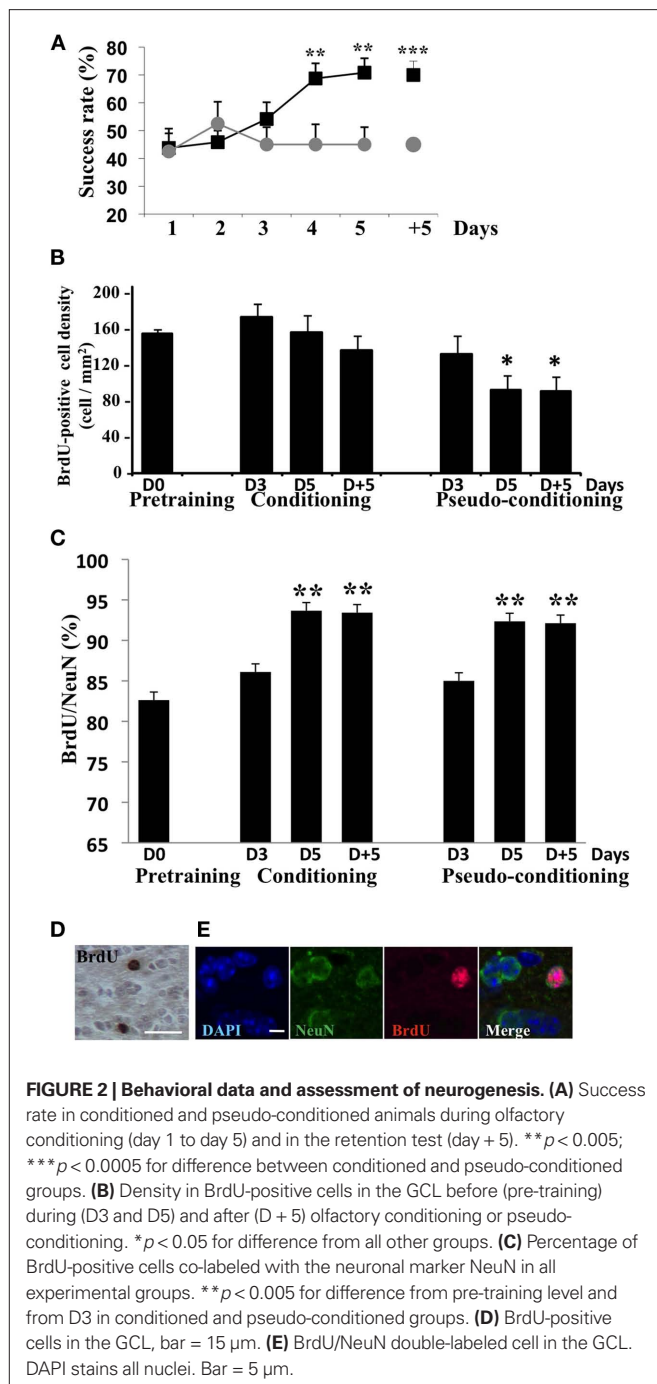 A
Success rate (%)
80
70
60
50
40
30
20
** ** ***
1 2 3 4 5 +5 Days
B
BrdU-positive cell density
(cell / mm²)
200
160
120
80
40
0
* *
D0 D3 D5 D+5 D3 D5 D+5 Days
Pretraining Conditioning Pseudo-conditioning
C
BrdU/NeuN (%)
100
95
90
85
80
75
70
65
** ** ** **
D0 D3 D5 D+5 D3 D5 D+5 Days
Pretraining Conditioning Pseudo-conditioning
D E
BrdU
DAPI NeuN BrdU Merge
FIGURE 2 | Behavioral data and assessment of neurogenesis. (A) Success
rate in conditioned and pseudo-conditioned animals during olfactory
conditioning (day 1 to day 5) and in the retention test (day + 5). **p < 0.005;
***p < 0.0005 for difference between conditioned and pseudo-conditioned
groups. (B) Density in BrdU-positive cells in the GCL before (pre-training)
during (D3 and D5) and after (D + 5) olfactory conditioning or pseudo-
conditioning. *p < 0.05 for difference from all other groups. (C) Percentage of
BrdU-positive cells co-labeled with the neuronal marker NeuN in all
experimental groups. **p < 0.005 for difference from pre-training level and
from D3 in conditioned and pseudo-conditioned groups. (D) BrdU-positive
cells in the GCL, bar = 15 µm. (E) BrdU/NeuN double-labeled cell in the GCL.
DAPI stains all nuclei. Bar = 5 µm.